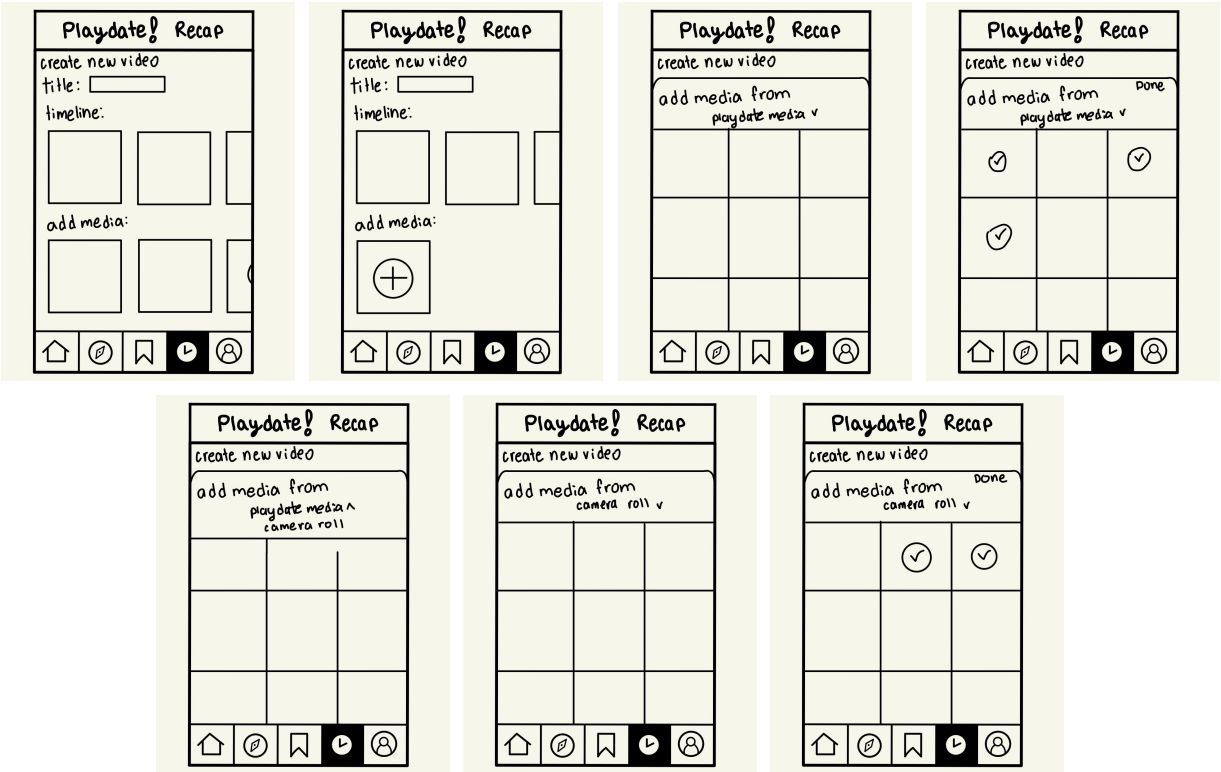 Playdate! Recap
create new video
title:
timeline:
add media:
Playdate! Recap
create new video
title:
timeline:
add media:
Playdate! Recap
create new video
add media from
playdate media
Playdate! Recap
create new video
Done
add media from
playdate media
Playdate! Recap
create new video
add media from
playdate media
camera roll
Playdate! Recap
create new video
add media from
camera roll
Playdate! Recap
create new video
Done
add media from
camera roll